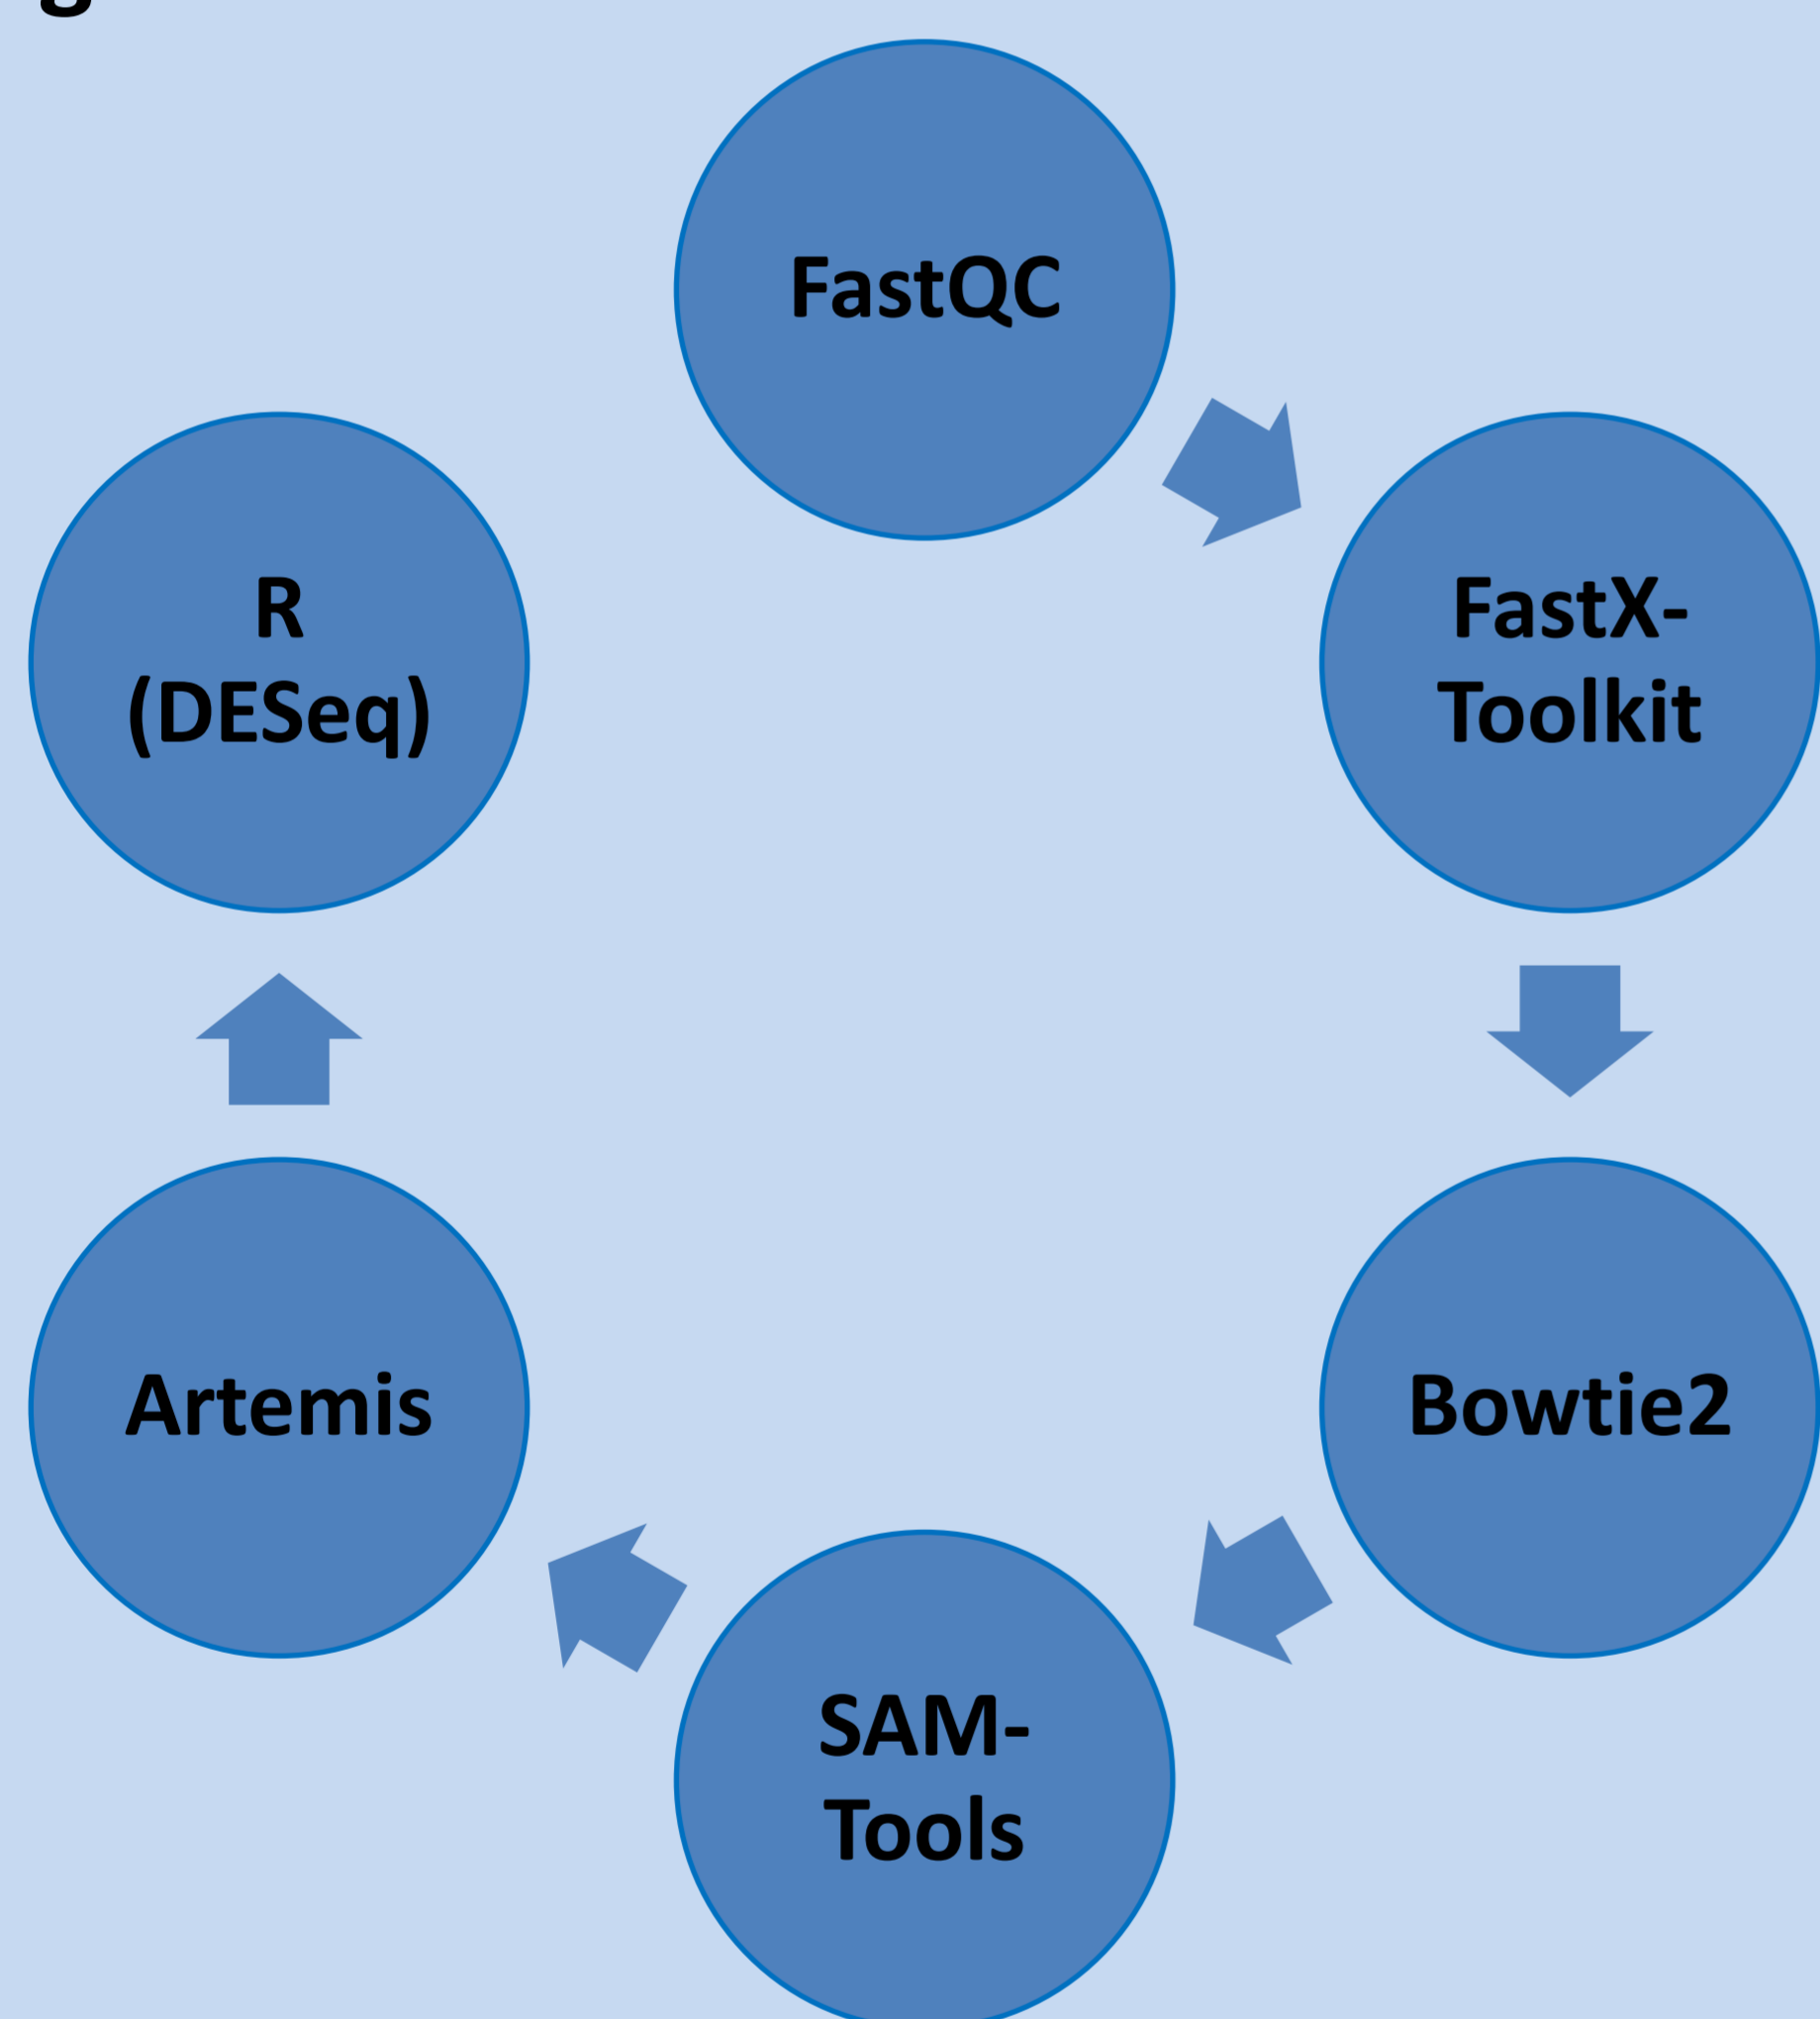 FastQC
FastX-
Toolkit
Bowtie2
SAM-
Tools
Artemis
R
(DESeq)